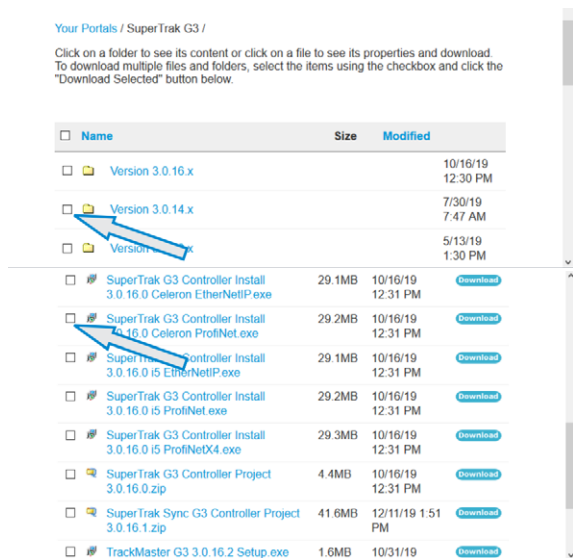 Your Portals / SuperTrak G3 /
Click on a folder to see its content or click on a file to see its properties and download.
To download multiple files and folders, select the items using the checkbox and click the
"Download Selected" button below.
Name Size Modified
Version 3.0.16.x 10/16/19
12:30 PM
Version 3.0.14.x 7/30/19
7:47 AM
Version x 5/13/19
1:30 PM
SuperTrak G3 Controller Install 29.1MB 10/16/19 Download
3.0.16.0 Celeron EtherNetIP.exe 12:31 PM
SuperTrak G3 Controller Install 29.2MB 10/16/19 Download
3.0.16.0 Celeron ProfiNet.exe 12:31 PM
SuperTrak G3 Controller Install 29.1MB 10/16/19 Download
3.0.16.0 i5 EtherNetIP.exe 12:31 PM
SuperTrak G3 Controller Install 29.2MB 10/16/19 Download
3.0.16.0 i5 ProfiNet.exe 12:31 PM
SuperTrak G3 Controller Install 29.3MB 10/16/19 Download
3.0.16.0 i5 ProfiNetX4.exe 12:31 PM
SuperTrak G3 Controller Project 4.4MB 10/16/19 Download
3.0.16.0.zip 12:31 PM
SuperTrak Sync G3 Controller Project 41.6MB 12/11/19 1:51 Download
3.0.16.1.zip PM
TrackMaster G3 3.0.16.2 Setup.exe 1.6MB 10/31/19 Download